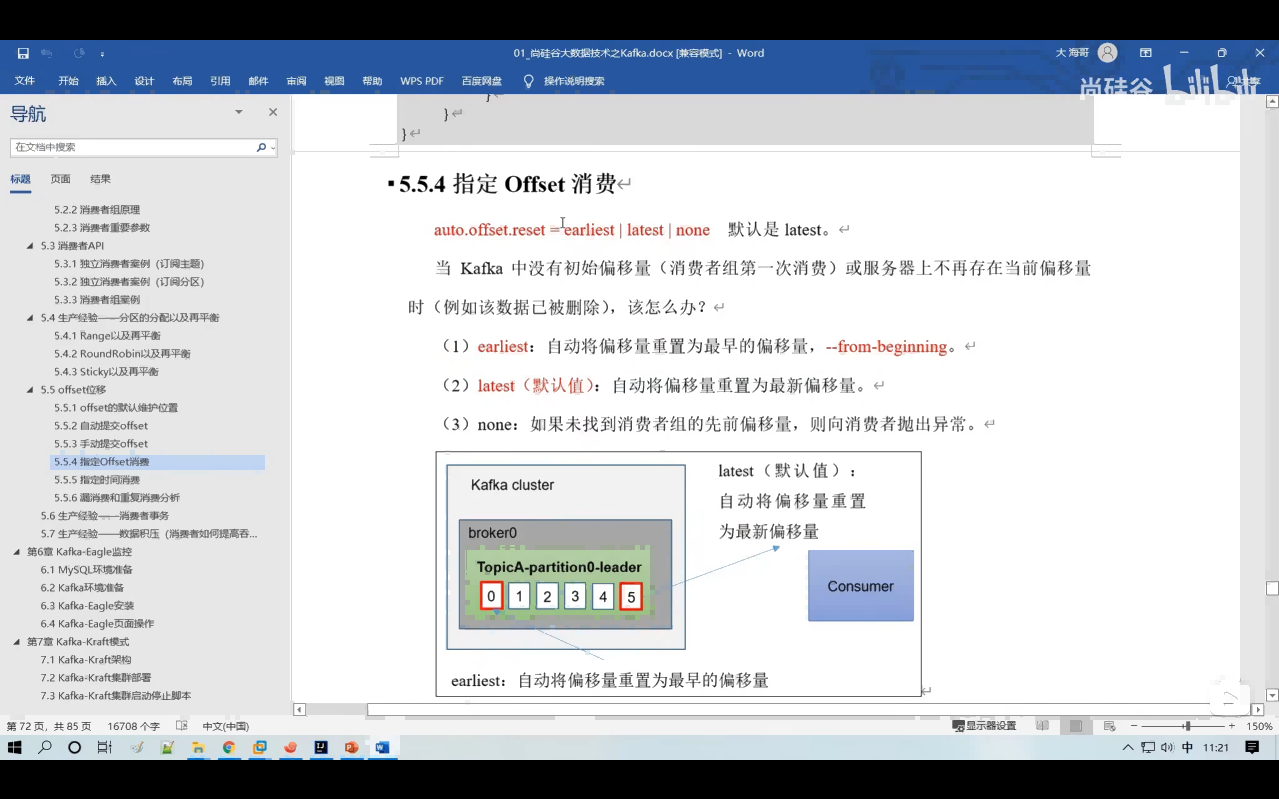 01_尚硅谷大数据技术之Kafka.docx [兼容模式] - Word
大 海哥
文件 开始 插入 设计 布局 引用 邮件 审阅 视图 帮助 WPS PDF 百度网盘 操作说明搜索
尚硅谷 bilibili
导航
在文档中搜索
标题 页面 结果
5.2.2 消费者组原理
5.2.3 消费者重要参数
5.3 消费者API
5.3.1 独立消费者案例（订阅主题）
5.3.2 独立消费者案例（订阅分区）
5.3.3 消费者组案例
5.4 生产经验——分区的分配以及再平衡
5.4.1 Range以及再平衡
5.4.2 RoundRobin以及再平衡
5.4.3 Sticky以及再平衡
5.5 offset位移
5.5.1 offset的默认维护位置
5.5.2 自动提交offset
5.5.3 手动提交offset
5.5.4 指定Offset消费
5.5.5 指定时间消费
5.5.6 漏消费和重复消费分析
5.6 生产经验——消费者事务
5.7 生产经验——数据积压（消费者如何提高吞...
第6章 Kafka-Eagle监控
6.1 MySQL环境准备
6.2 Kafka环境准备
6.3 Kafka-Eagle安装
6.4 Kafka-Eagle页面操作
第7章 Kafka-Kraft模式
7.1 Kafka-Kraft架构
7.2 Kafka-Kraft集群部署
7.3 Kafka-Kraft集群启动停止脚本
}
}
}
5.5.4 指定 Offset 消费
auto.offset.reset = earliest | latest | none 默认是 latest。
当 Kafka 中没有初始偏移量（消费者组第一次消费）或服务器上不再存在当前偏移量
时（例如该数据已被删除），该怎么办？
（1）earliest：自动将偏移量重置为最早的偏移量，--from-beginning。
（2）latest（默认值）：自动将偏移量重置为最新偏移量。
（3）none：如果未找到消费者组的先前偏移量，则向消费者抛出异常。
Kafka cluster
broker0
TopicA-partition0-leader
0 1 2 3 4 5
latest（默认值）：
自动将偏移量重置
为最新偏移量
Consumer
earliest：自动将偏移量重置为最早的偏移量
第 72 页，共 85 页 16708 个字 中文(中国) 显示器设置 150%
中 11:21